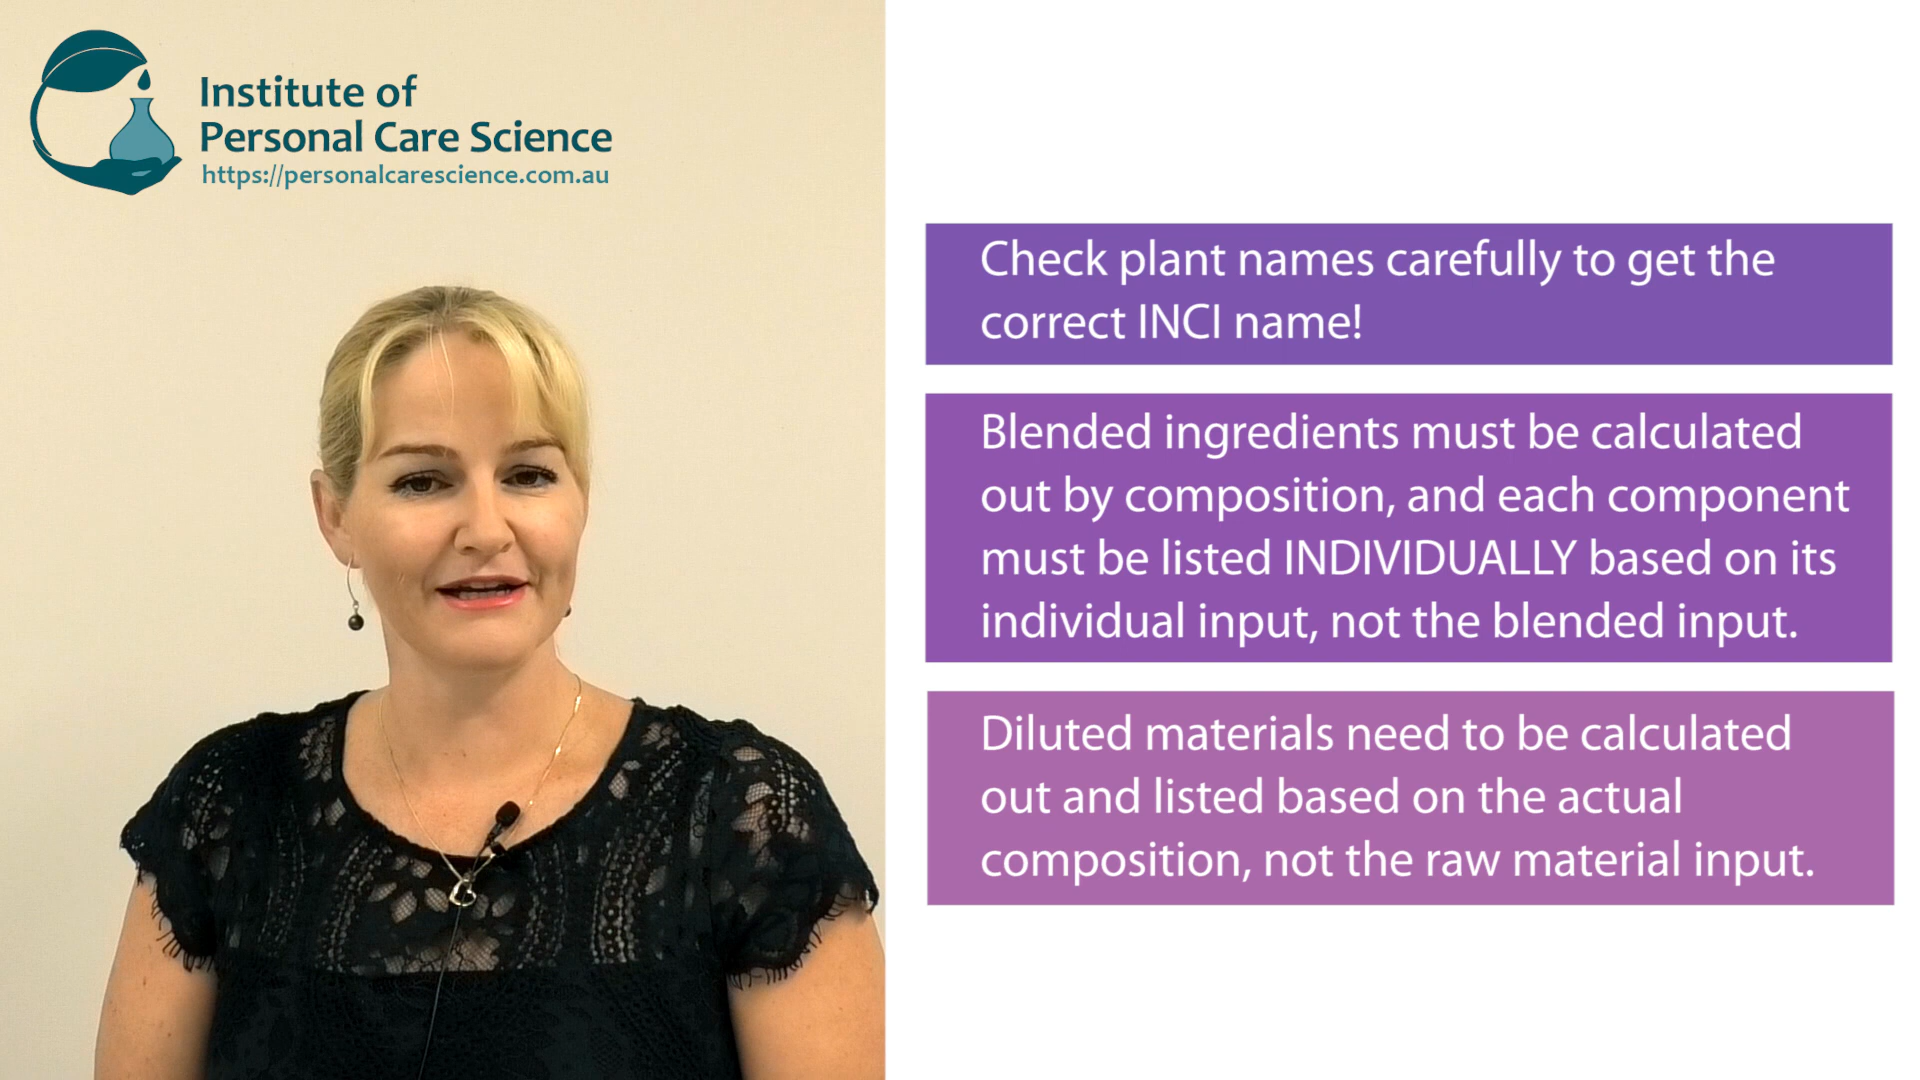 Institute of
Personal Care Science
https://personalcarescience.com.au
Check plant names carefully to get the
correct INCI name!
Blended ingredients must be calculated
out by composition, and each component
must be listed INDIVIDUALLY based on its
individual input, not the blended input.
Diluted materials need to be calculated
out and listed based on the actual
composition, not the raw material input.